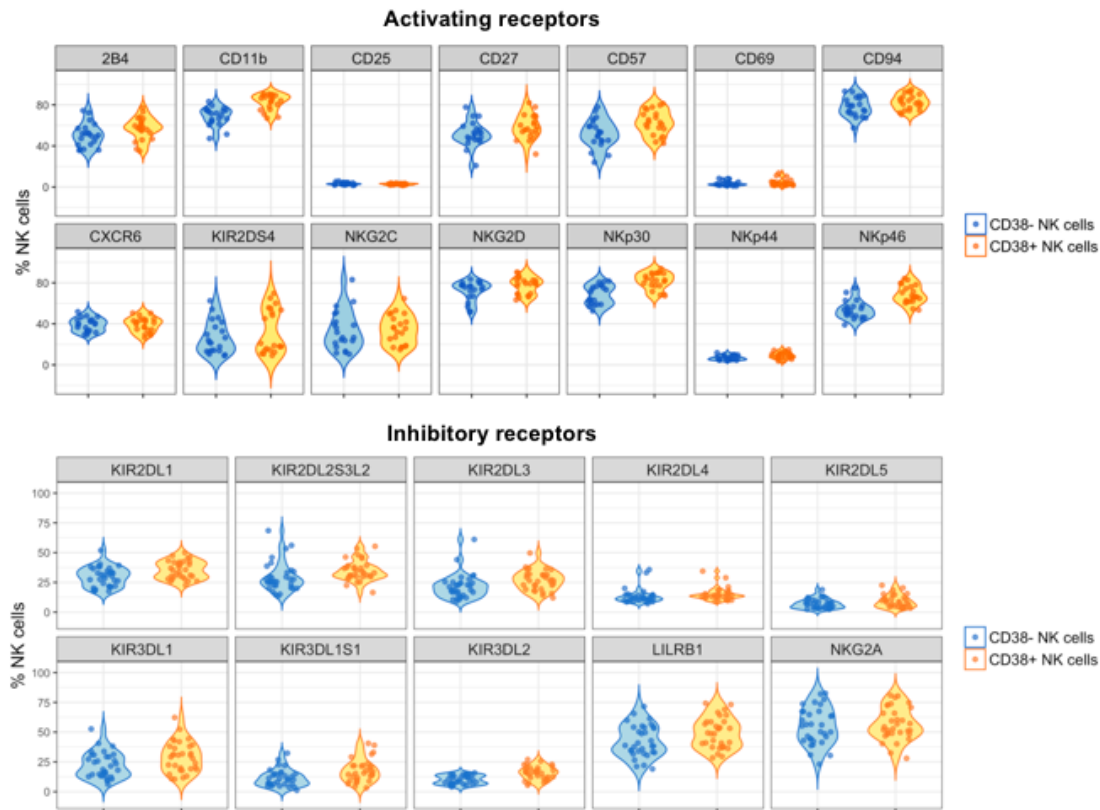 Activating receptors
2B4 CD11b CD25 CD27 CD57 CD69 CD94
80
40
0
CXCR6 KIR2DS4 NKG2C NKG2D NKp30 NKp44 NKp46
80
40
0
% NK cells
CD38- NK cells
CD38+ NK cells
Inhibitory receptors
KIR2DL1 KIR2DL2S3L2 KIR2DL3 KIR2DL4 KIR2DL5
100
75
50
25
0
KIR3DL1 KIR3DL1S1 KIR3DL2 LILRB1 NKG2A
100
75
50
25
0
% NK cells
CD38- NK cells
CD38+ NK cells